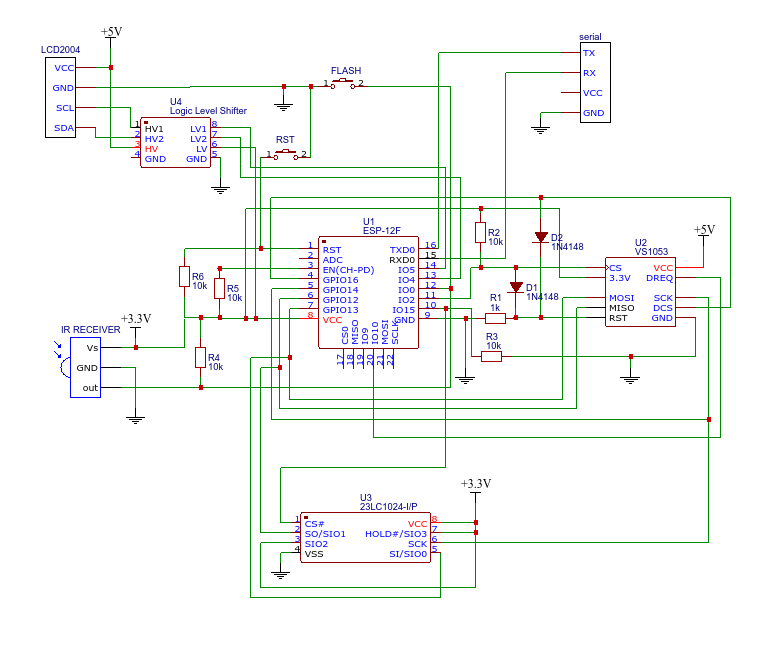 +5V
serial
LCD2004
VCC
GND
SCL
SDA
TX
RX
VCC
GND
FLASH
1 2
U4
Logic Level Shifter
1 HV1 LV1 8
2 HV2 LV2 7
3 HV LV 6
4 GND GND 5
RST
1 2
U1
ESP-12F
1 RST TXD0 16
2 ADC RXD0 15
3 EN(CH-PD) IO5 14
4 GPIO16 IO4 13
5 GPIO14 IO0 12
6 GPIO12 IO2 11
7 GPIO13 IO15 10
8 VCC GND 9
CS0 MISO IO9 IO10 MOSI SCLK
17 18 19 20 21 22
R2
10k
D2
1N4148
D1
1N4148
R1
1k
R3
10k
+5V
U2
VS1053
CS VCC
3.3V DREQ
MOSI SCK
MISO DCS
RST GND
R6
10k
R5
10k
R4
10k
+3.3V
IR RECEIVER
Vs
GND
out
+3.3V
U3
23LC1024-I/P
1 CS# VCC 8
2 SO/SIO1 HOLD#/SIO3 7
3 SIO2 SCK 6
4 VSS SI/SIO0 5